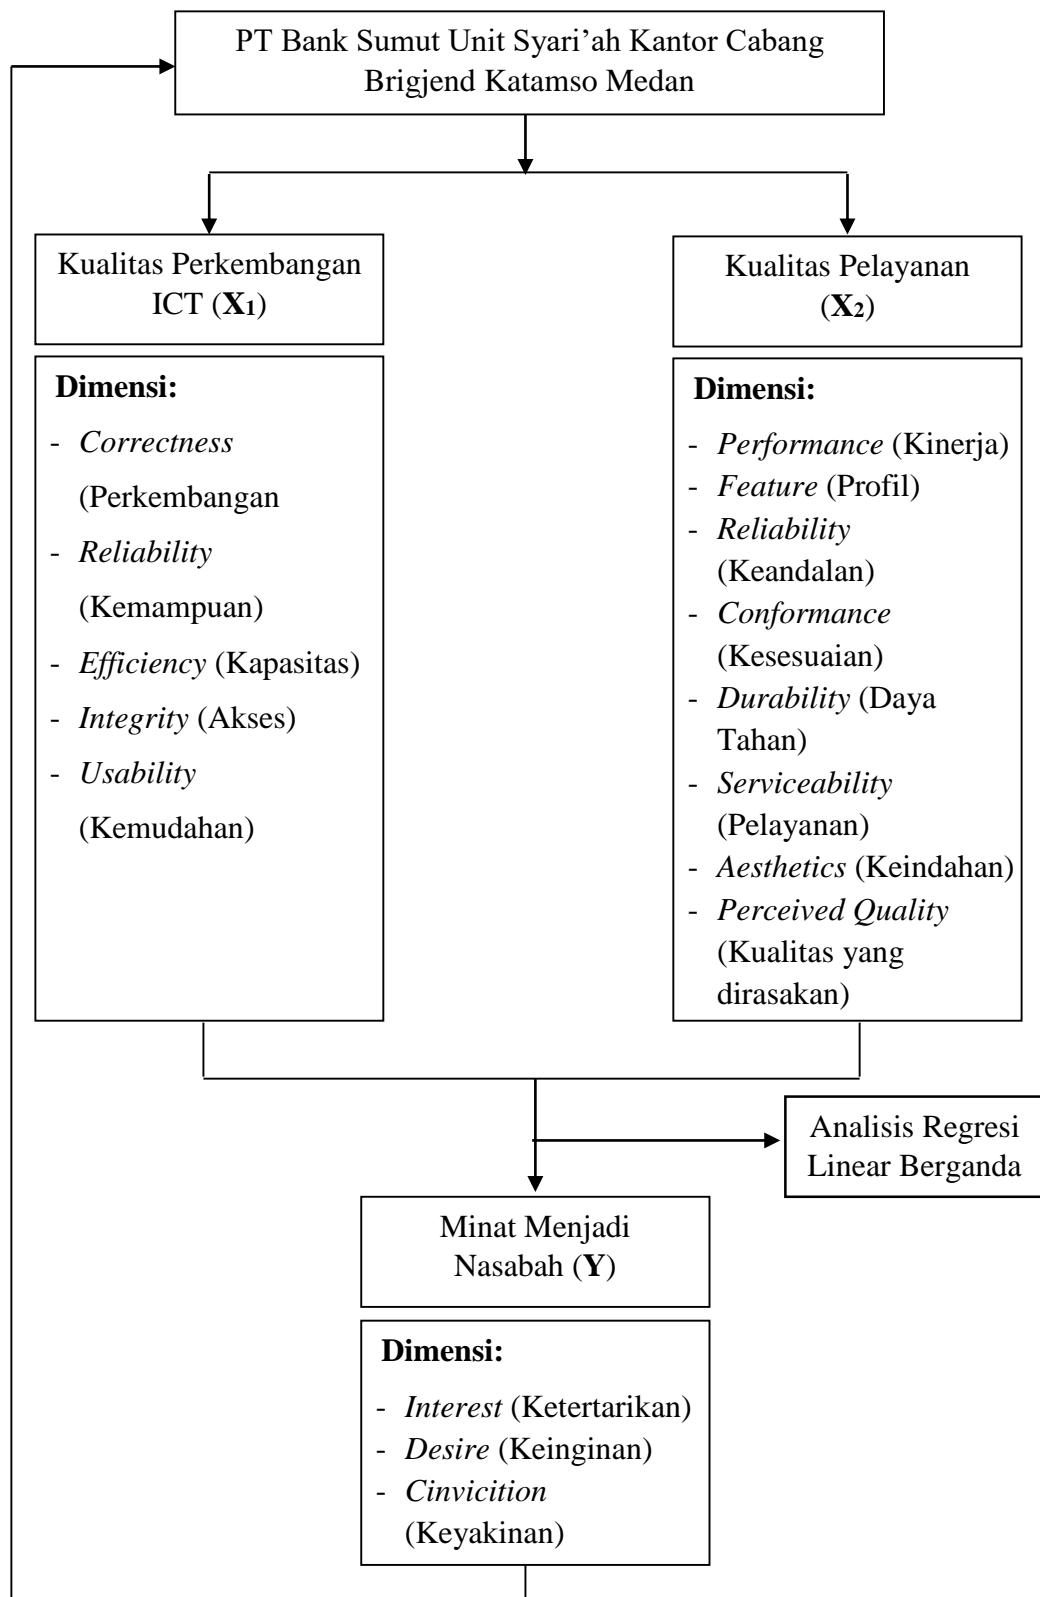 PT Bank Sumut Unit Syari’ah Kantor Cabang
Brigjend Katamso Medan
Kualitas Perkembangan
ICT (X1)
Dimensi:
- Correctness
(Perkembangan
- Reliability
(Kemampuan)
- Efficiency (Kapasitas)
- Integrity (Akses)
- Usability
(Kemudahan)
Kualitas Pelayanan
(X2)
Dimensi:
- Performance (Kinerja)
- Feature (Profil)
- Reliability
(Keandalan)
- Conformance
(Kesesuaian)
- Durability (Daya
Tahan)
- Serviceability
(Pelayanan)
- Aesthetics (Keindahan)
- Perceived Quality
(Kualitas yang
dirasakan)
Analisis Regresi
Linear Berganda
Minat Menjadi
Nasabah (Y)
Dimensi:
- Interest (Ketertarikan)
- Desire (Keinginan)
- Cinvicition
(Keyakinan)